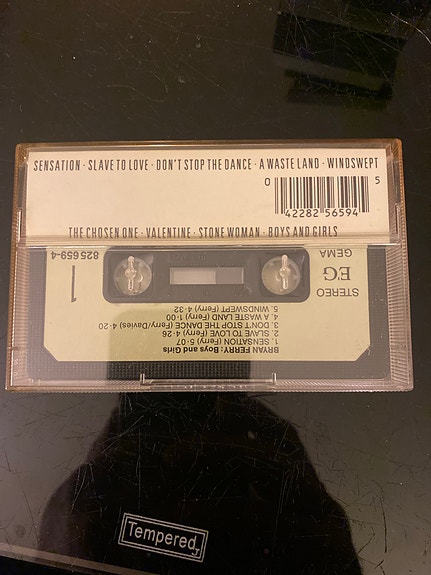 SENSATION · SLAVE TO LOVE · DON'T STOP THE DANCE · A WASTE LAND · WINDSWEPT
0 42282 56594 5
THE CHOSEN ONE · VALENTINE · STONE WOMAN · BOYS AND GIRLS
BRYAN FERRY: Boys and Girls
1. SENSATION (Ferry) 5·07
2. SLAVE TO LOVE (Ferry) 4·26
3. DON'T STOP THE DANCE (Ferry/Davies) 4·20
4. A WASTE LAND (Ferry) 1·00
5. WINDSWEPT (Ferry) 4·32
STEREO
EG
GEMA
1
825 659-4
Tempered